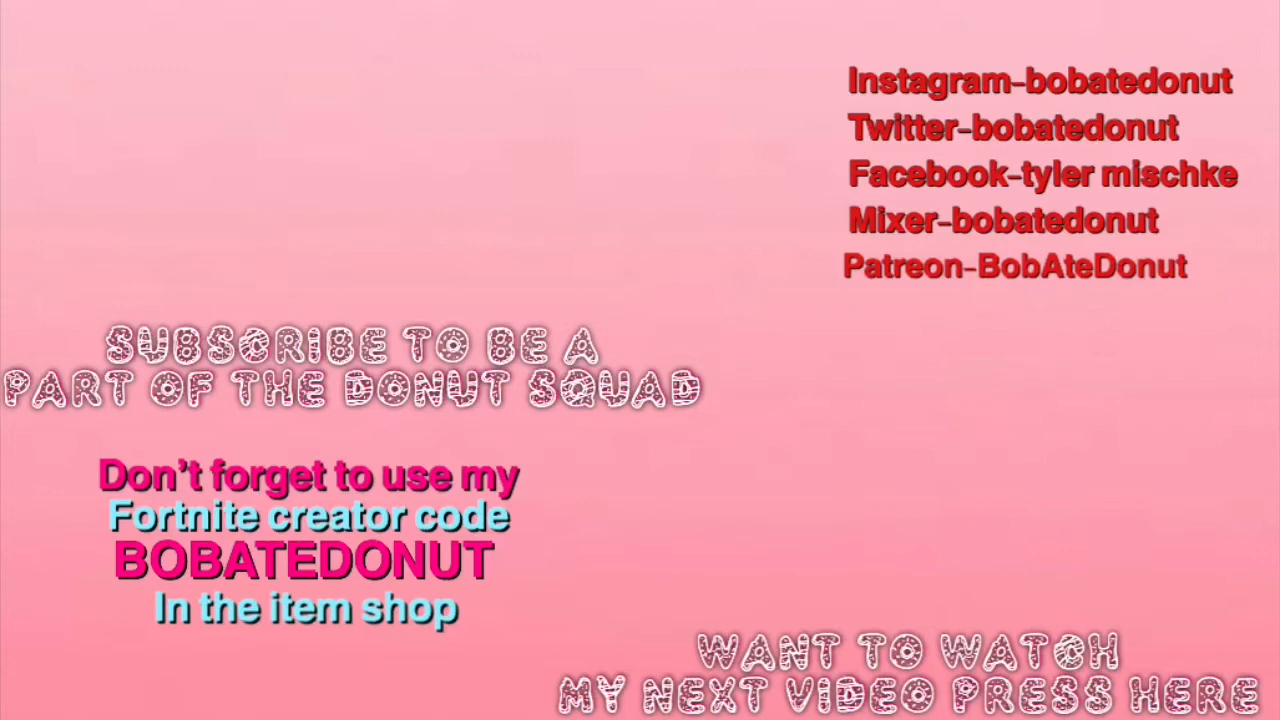 Instagram-bobatedonut
Twitter-bobatedonut
Facebook-tyler mischke
Mixer-bobatedonut
Patreon-BobAteDonut
SUBSCRIBE TO BE A
PART OF THE DONUT SQUAD
Don't forget to use my
Fortnite creator code
BOBATEDONUT
In the item shop
WANT TO WATCH
MY NEXT VIDEO PRESS HERE